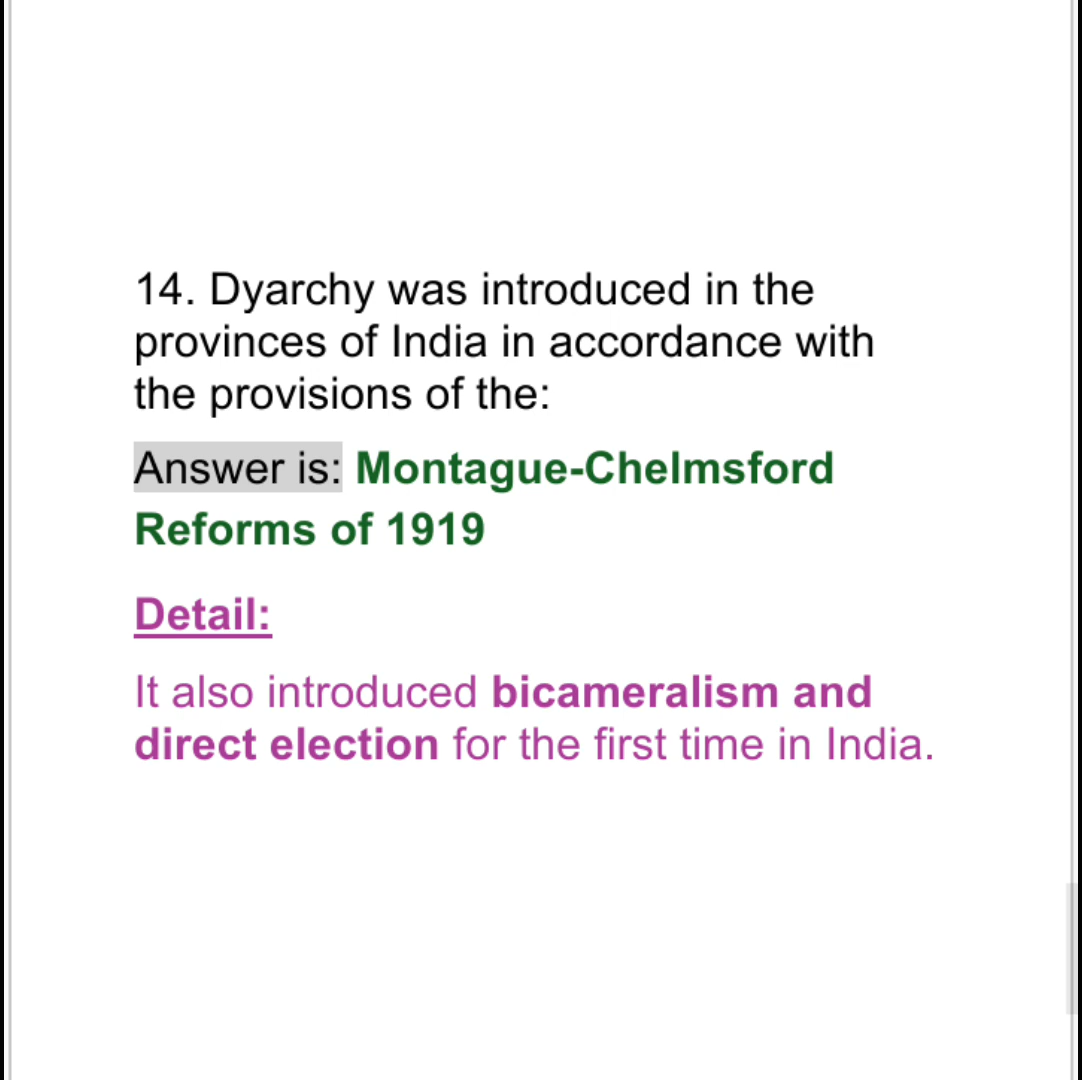 14. Dyarchy was introduced in the
provinces of India in accordance with
the provisions of the:
Answer is: Montague-Chelmsford
Reforms of 1919
Detail:
It also introduced bicameralism and
direct election for the first time in India.